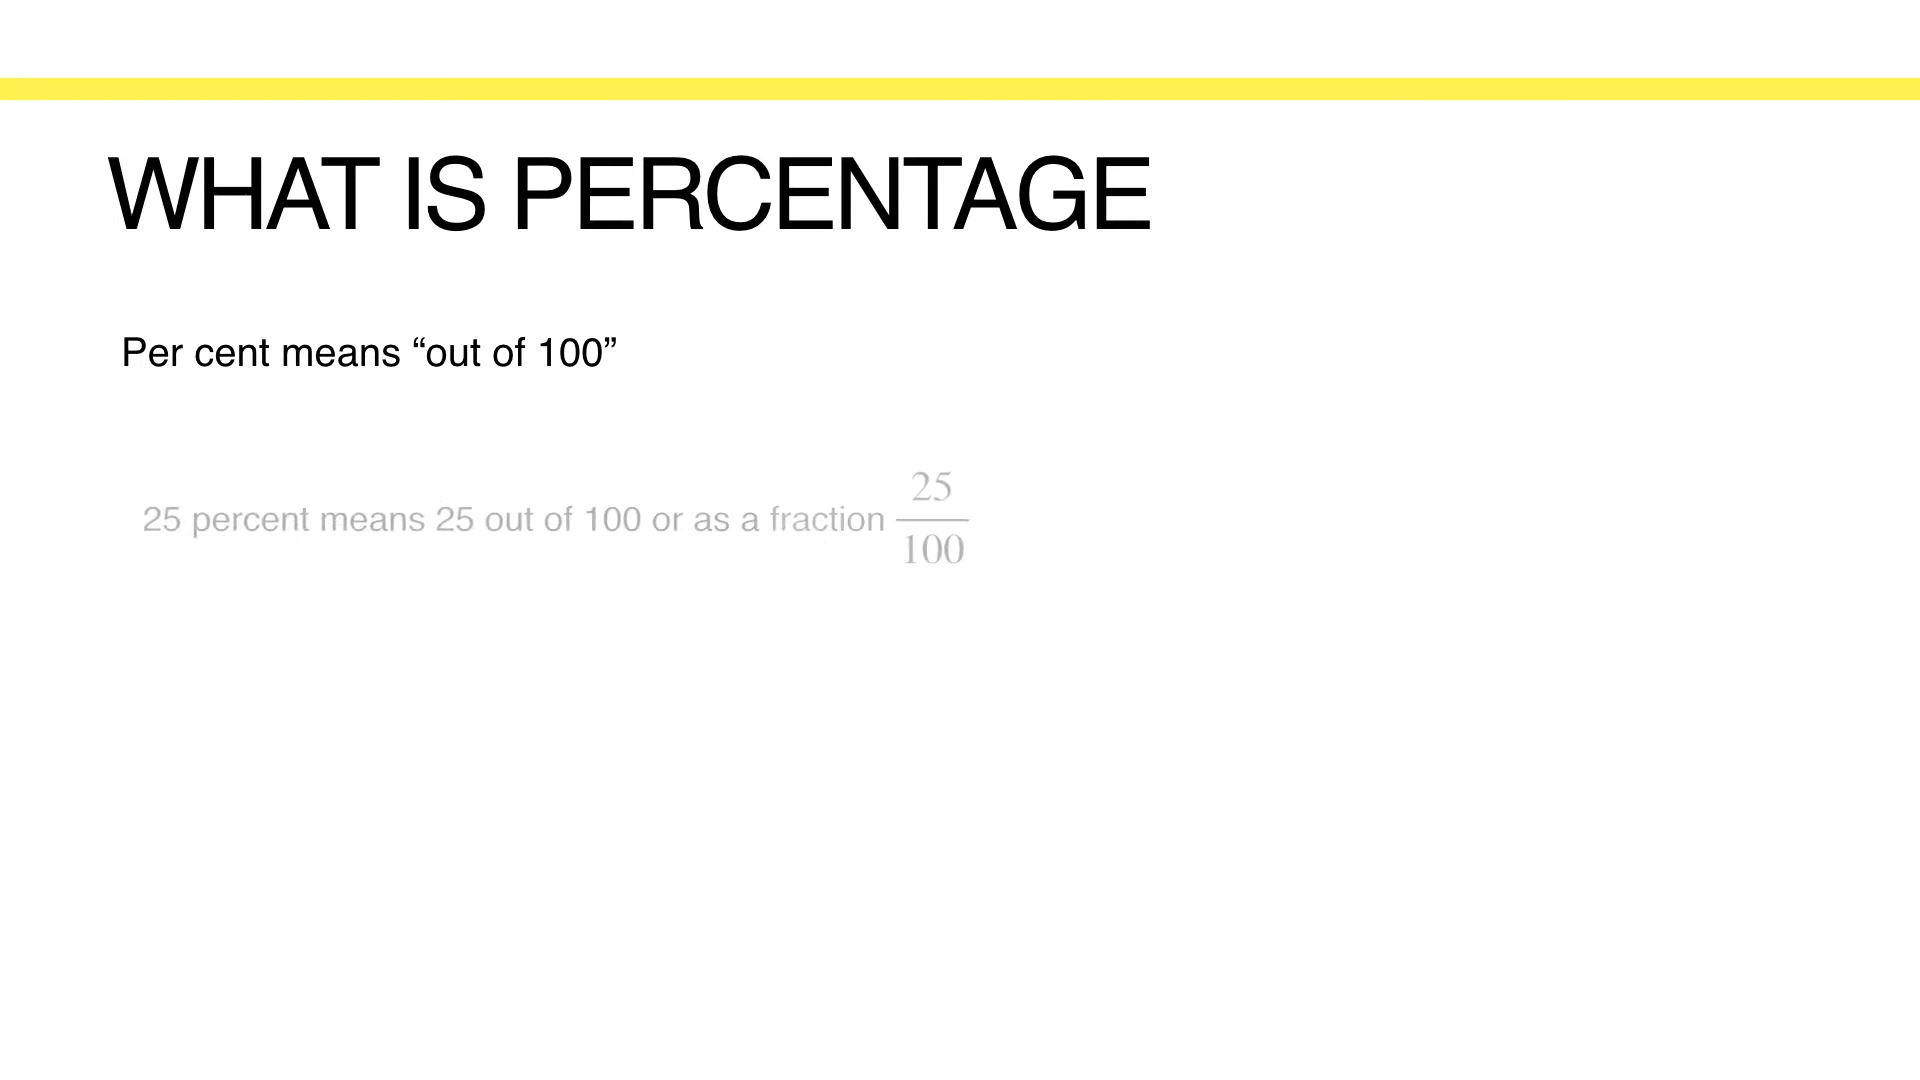 WHAT IS PERCENTAGE
Per cent means “out of 100”
25 percent means 25 out of 100 or as a fraction 25/100